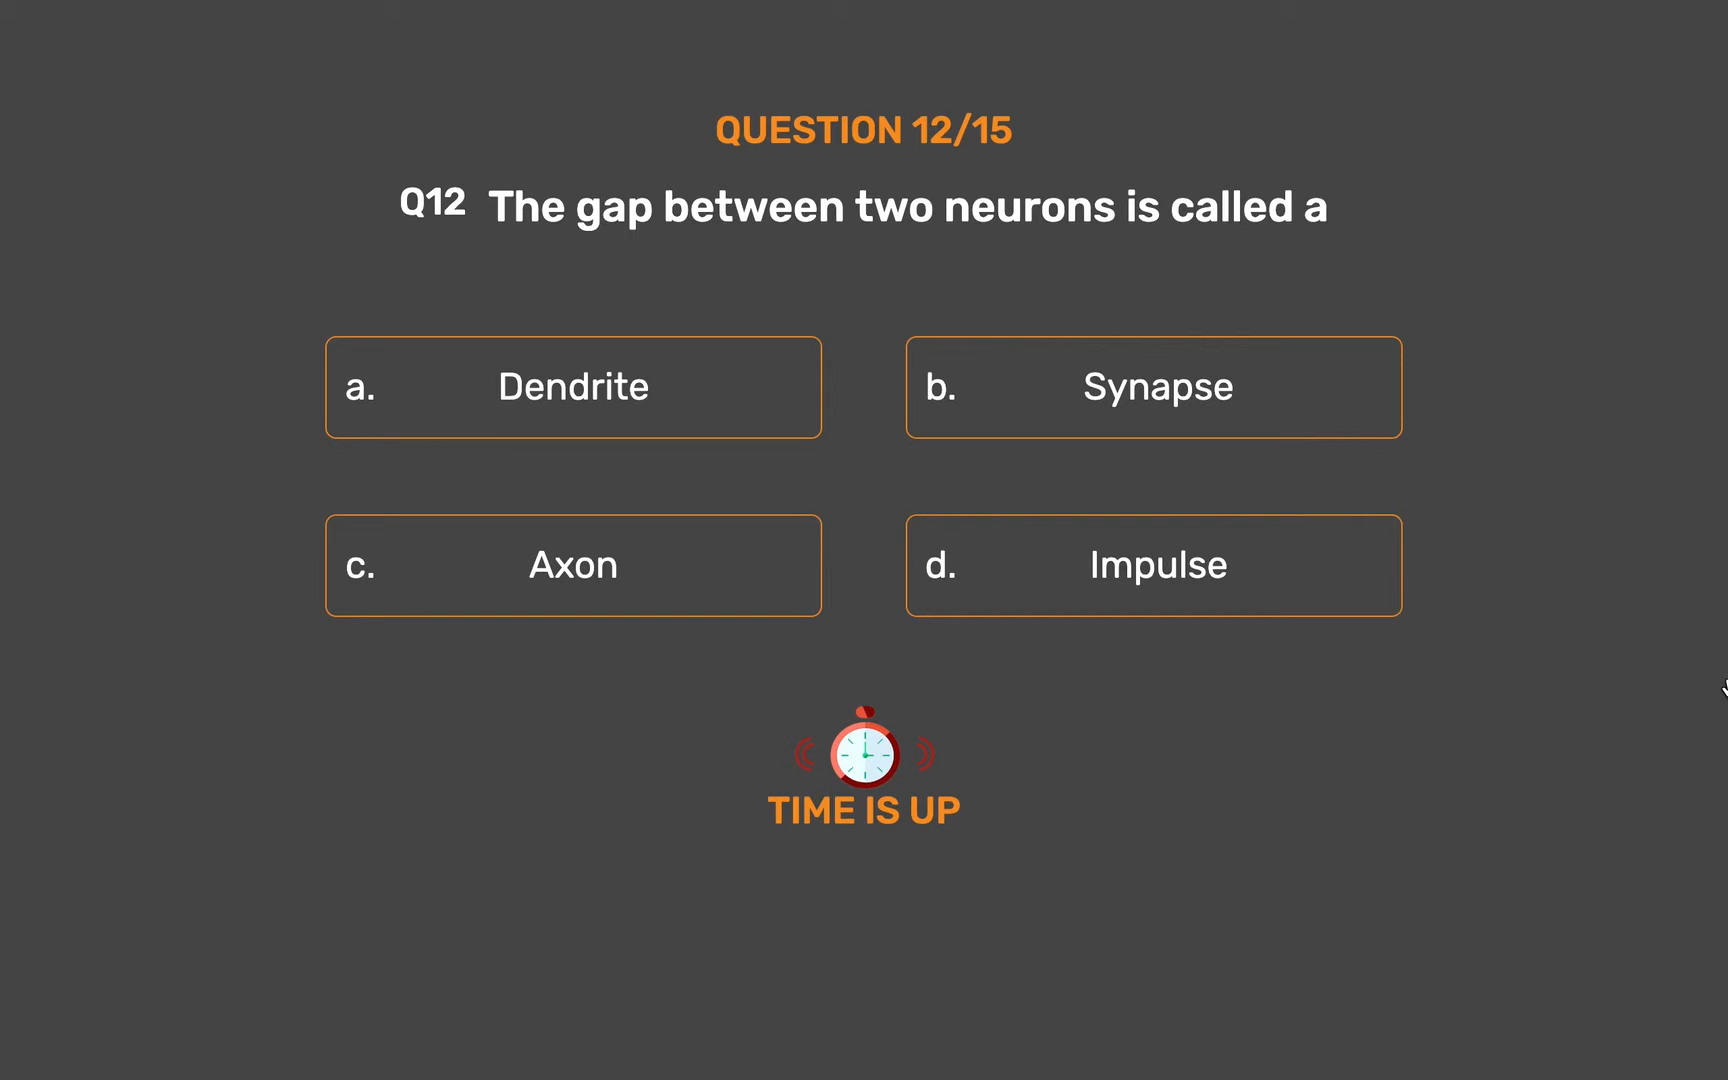 QUESTION 12/15
Q12 The gap between two neurons is called a
a. Dendrite
b. Synapse
c. Axon
d. Impulse
TIME IS UP